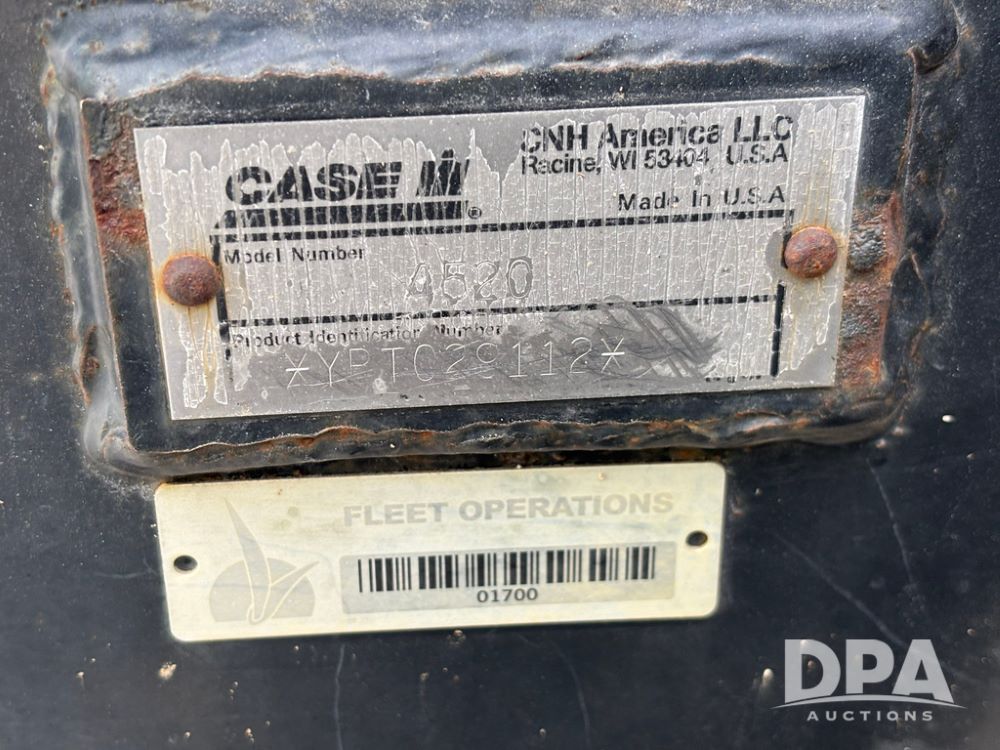 CASE IH
®
CNH America LLC
Racine, WI 53404, U.S.A
Made In U.S.A
Model Number
4520
Product Identification Number
FLEET OPERATIONS
01700
DPA
AUCTIONS